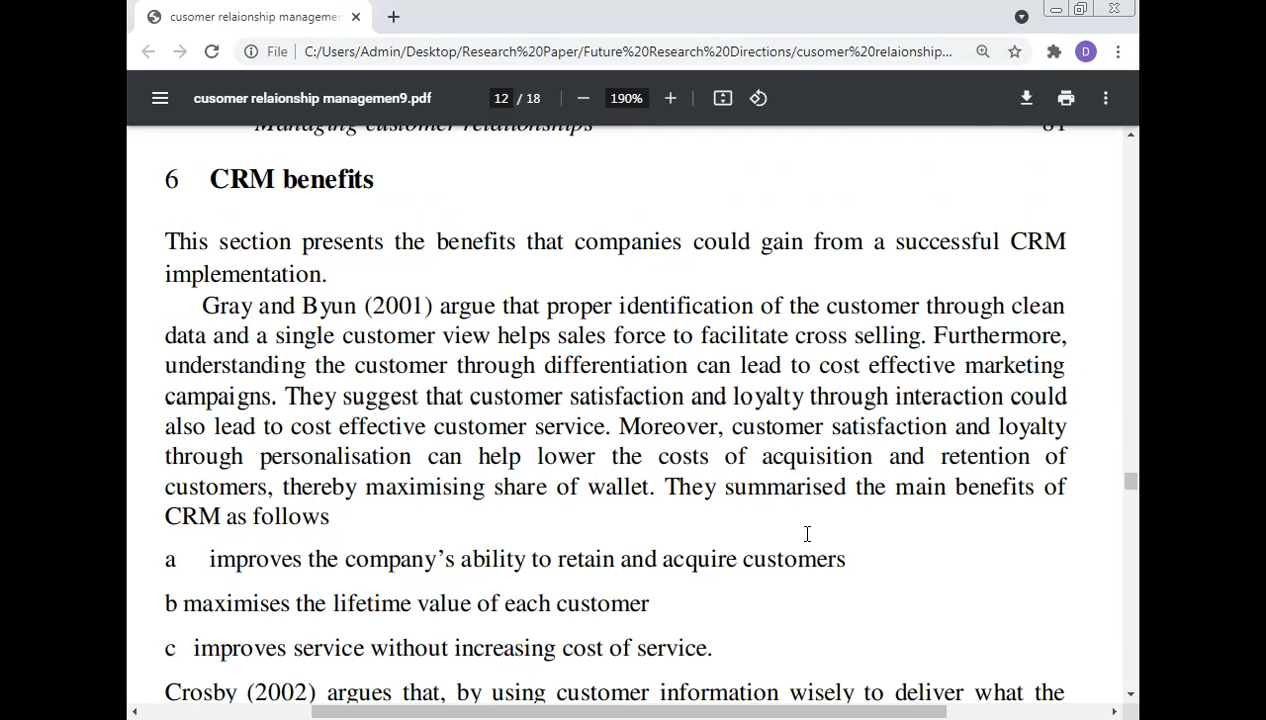 cusomer relaionship managemen
File
C:/Users/Admin/Desktop/Research%20Paper/Future%20Research%20Directions/cusomer%20relaionship...
D
cusomer relaionship managemen9.pdf
12 / 18
190%
Managing customer relationships 81
6 CRM benefits
This section presents the benefits that companies could gain from a successful CRM
implementation.
Gray and Byun (2001) argue that proper identification of the customer through clean
data and a single customer view helps sales force to facilitate cross selling. Furthermore,
understanding the customer through differentiation can lead to cost effective marketing
campaigns. They suggest that customer satisfaction and loyalty through interaction could
also lead to cost effective customer service. Moreover, customer satisfaction and loyalty
through personalisation can help lower the costs of acquisition and retention of
customers, thereby maximising share of wallet. They summarised the main benefits of
CRM as follows
a improves the company's ability to retain and acquire customers
b maximises the lifetime value of each customer
c improves service without increasing cost of service.
Crosby (2002) argues that, by using customer information wisely to deliver what the